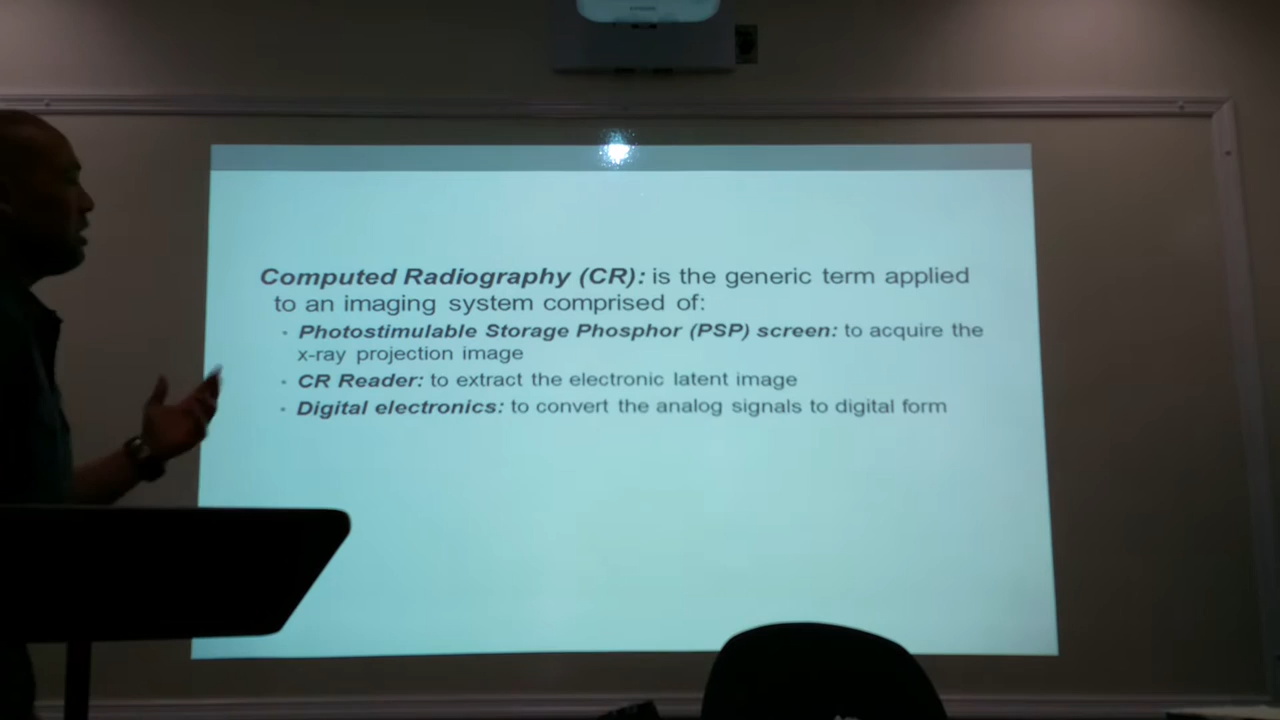 Computed Radiography (CR): is the generic term applied
to an imaging system comprised of:
· Photostimulable Storage Phosphor (PSP) screen: to acquire the
x-ray projection image
· CR Reader: to extract the electronic latent image
· Digital electronics: to convert the analog signals to digital form